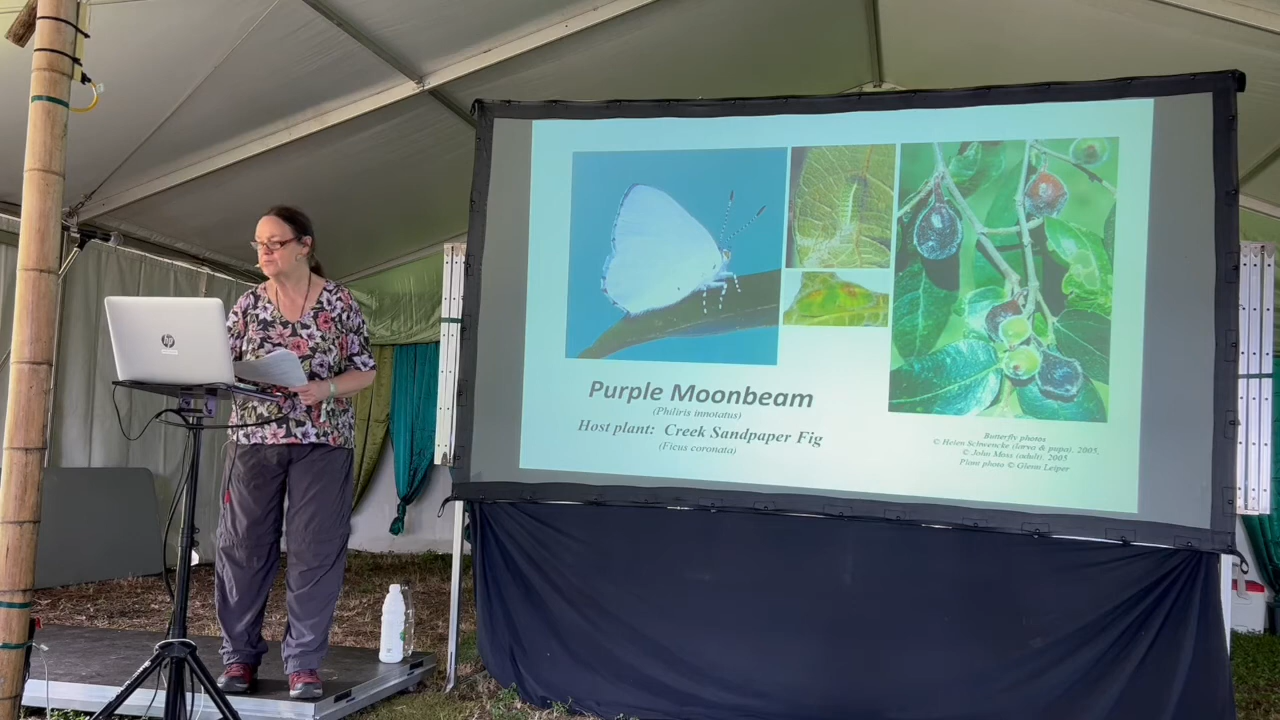 hp
Purple Moonbeam
(Philiris innotatus)
Host plant: Creek Sandpaper Fig
(Ficus coronata)
Butterfly photos
© Helen Schwencke (larva & pupa), 2005,
© John Moss (adult), 2005
Plant photo © Glenn Leiper